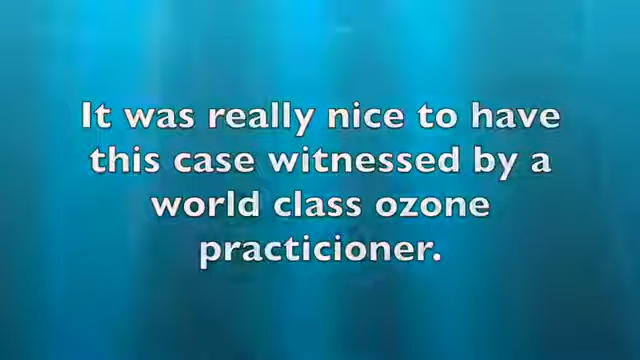 It was really nice to have
this case witnessed by a
world class ozone
practicioner.